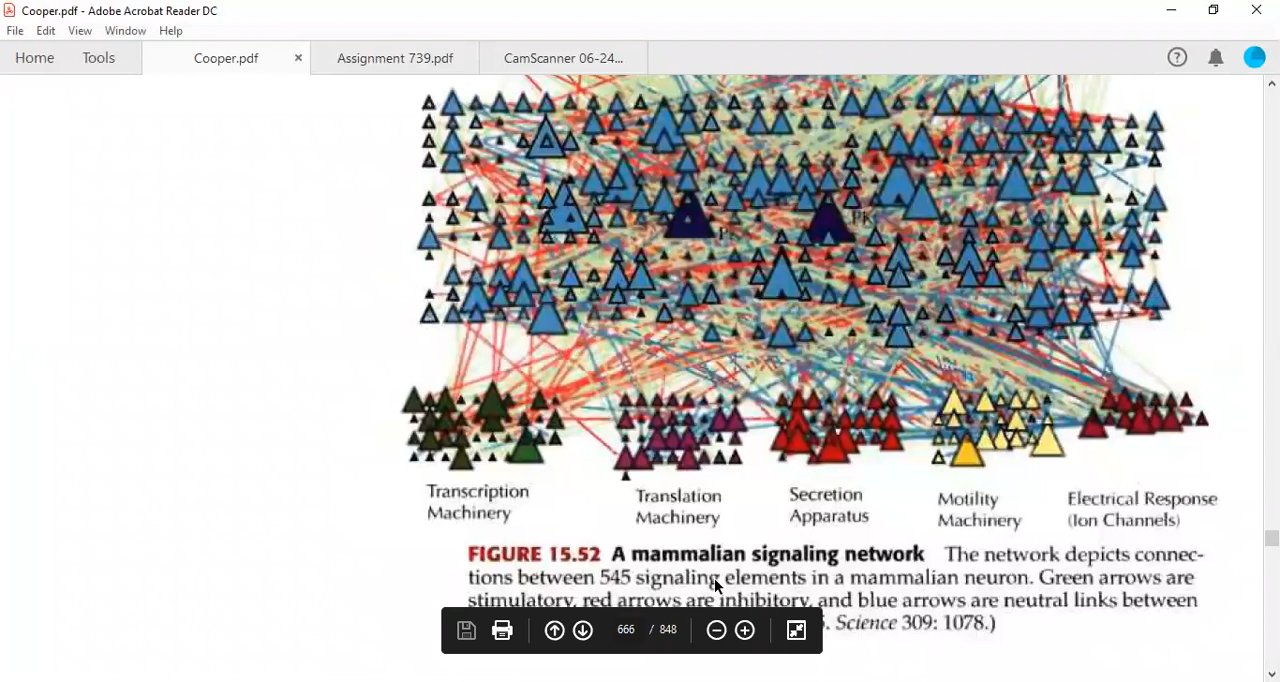 Cooper.pdf - Adobe Acrobat Reader DC
File Edit View Window Help
Home Tools Cooper.pdf × Assignment 739.pdf CamScanner 06-24...
PK
Transcription
Machinery
Translation
Machinery
Secretion
Apparatus
Motility
Machinery
Electrical Response
(Ion Channels)
FIGURE 15.52 A mammalian signaling network The network depicts connec-
tions between 545 signaling elements in a mammalian neuron. Green arrows are
stimulatory, red arrows are inhibitory, and blue arrows are neutral links between
Science 309: 1078.)
666 / 848